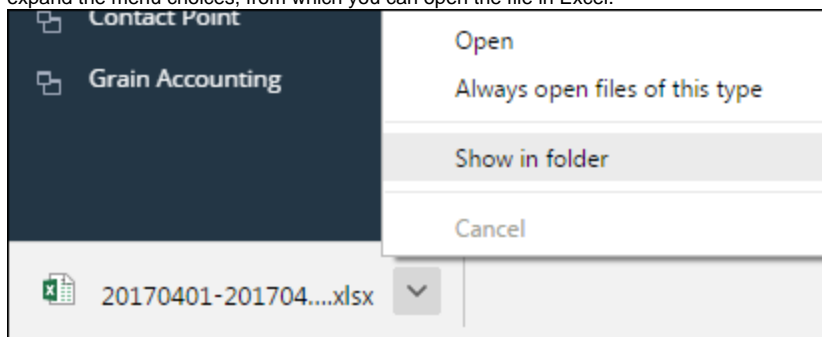 expand the menu choices, from which you can open the file in Excel.
Contact Point
Grain Accounting
Open
Always open files of this type
Show in folder
Cancel
20170401-201704....xlsx